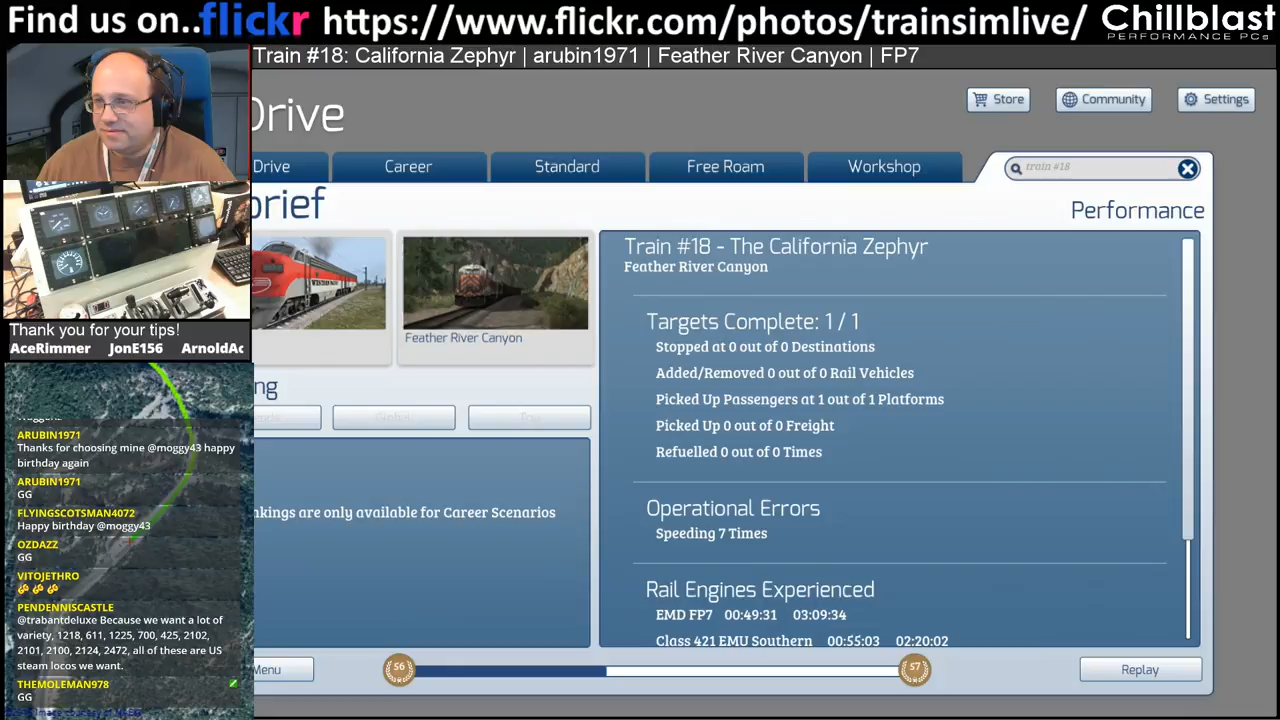 Find us on..flickr https://www.flickr.com/photos/trainsimlive/
Chillblast
PERFORMANCE PCs
Train #18: California Zephyr | arubin1971 | Feather River Canyon | FP7
Drive
Store
Community
Settings
Drive
Career
Standard
Free Roam
Workshop
train #18
brief
Performance
WESTERN PACIFIC
Feather River Canyon
Train #18 - The California Zephyr
Feather River Canyon
Targets Complete: 1 / 1
Stopped at 0 out of 0 Destinations
Added/Removed 0 out of 0 Rail Vehicles
Picked Up Passengers at 1 out of 1 Platforms
Picked Up 0 out of 0 Freight
Refuelled 0 out of 0 Times
Operational Errors
Speeding 7 Times
Rail Engines Experienced
EMD FP7 00:49:31 03:09:34
Class 421 EMU Southern 00:55:03 02:20:02
ng
Global
nkings are only available for Career Scenarios
Menu
56
57
Replay
Thank you for your tips!
AceRimmer JonE156 ArnoldAc
ARUBIN1971
Thanks for choosing mine @moggy43 happy
birthday again
ARUBIN1971
GG
FLYINGSCOTSMAN4072
Happy birthday @moggy43
OZDAZZ
GG
VITOJETHRO
PENDENNISCASTLE
@trabantdeluxe Because we want a lot of
variety, 1218, 611, 1225, 700, 425, 2102,
2101, 2100, 2124, 2472, all of these are US
steam locos we want.
THEMOLEMAN978
GG